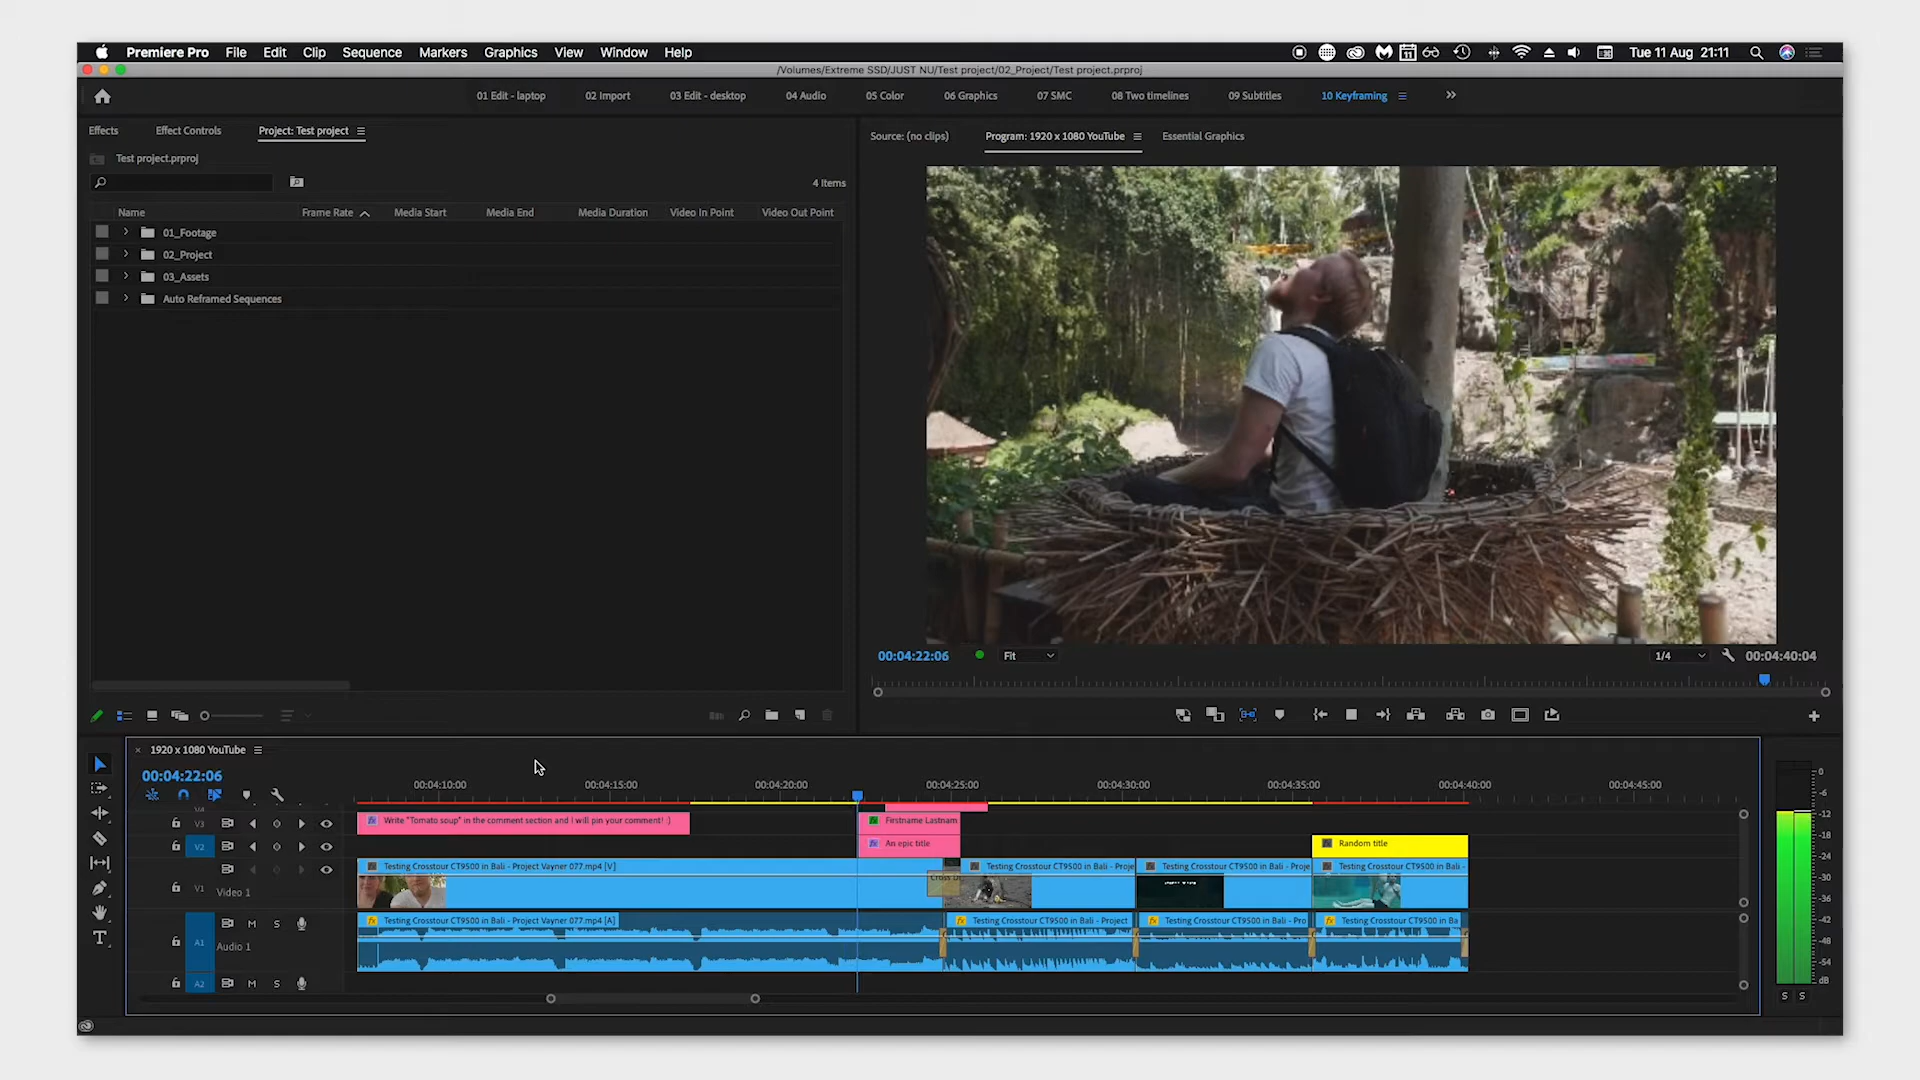 Premiere Pro File Edit Clip Sequence Markers Graphics View Window Help Tue 11 Aug 21:11
/Volumes/Extreme SSD/JUST NU/Test project/02_Project/Test project.prproj
01 Edit - laptop 02 Import 03 Edit - desktop 04 Audio 05 Color 06 Graphics 07 SMC 08 Two timelines 09 Subtitles 10 Keyframing
Effects Effect Controls Project: Test project
Source: (no clips) Program: 1920 x 1080 YouTube Essential Graphics
Test project.prproj
4 Items
Name Frame Rate Media Start Media End Media Duration Video In Point Video Out Point
01_Footage
02_Project
03_Assets
Auto Reframed Sequences
00:04:22:06 Fit 1/4 00:04:40:04
1920 x 1080 YouTube
00:04:22:06
00:04:10:00 00:04:15:00 00:04:20:00 00:04:25:00 00:04:30:00 00:04:35:00 00:04:40:00 00:04:45:00
V3 Write "Tomato soup" in the comment section and I will pin your comment! :) Firstname Lastnam
V2 An epic title Random title
Testing Crosstour CT9500 in Bali - Project Vayner 077.mp4 [V] Testing Crosstour CT9500 in Bali - Proje Testing Crosstour CT9500 in Bali - Proje Testing Crosstour CT9500 in Bali -
V1 Video 1 Cross D
Testing Crosstour CT9500 in Bali - Project Vayner 077.mp4 [A] Testing Crosstour CT9500 in Bali - Project Testing Crosstour CT9500 in Bali - Pro Testing Crosstour CT9500 in Ba
M S
A1 Audio 1
A2 M S
0
-6
-12
-18
-24
-30
-36
-42
-48
-54
dB
S S